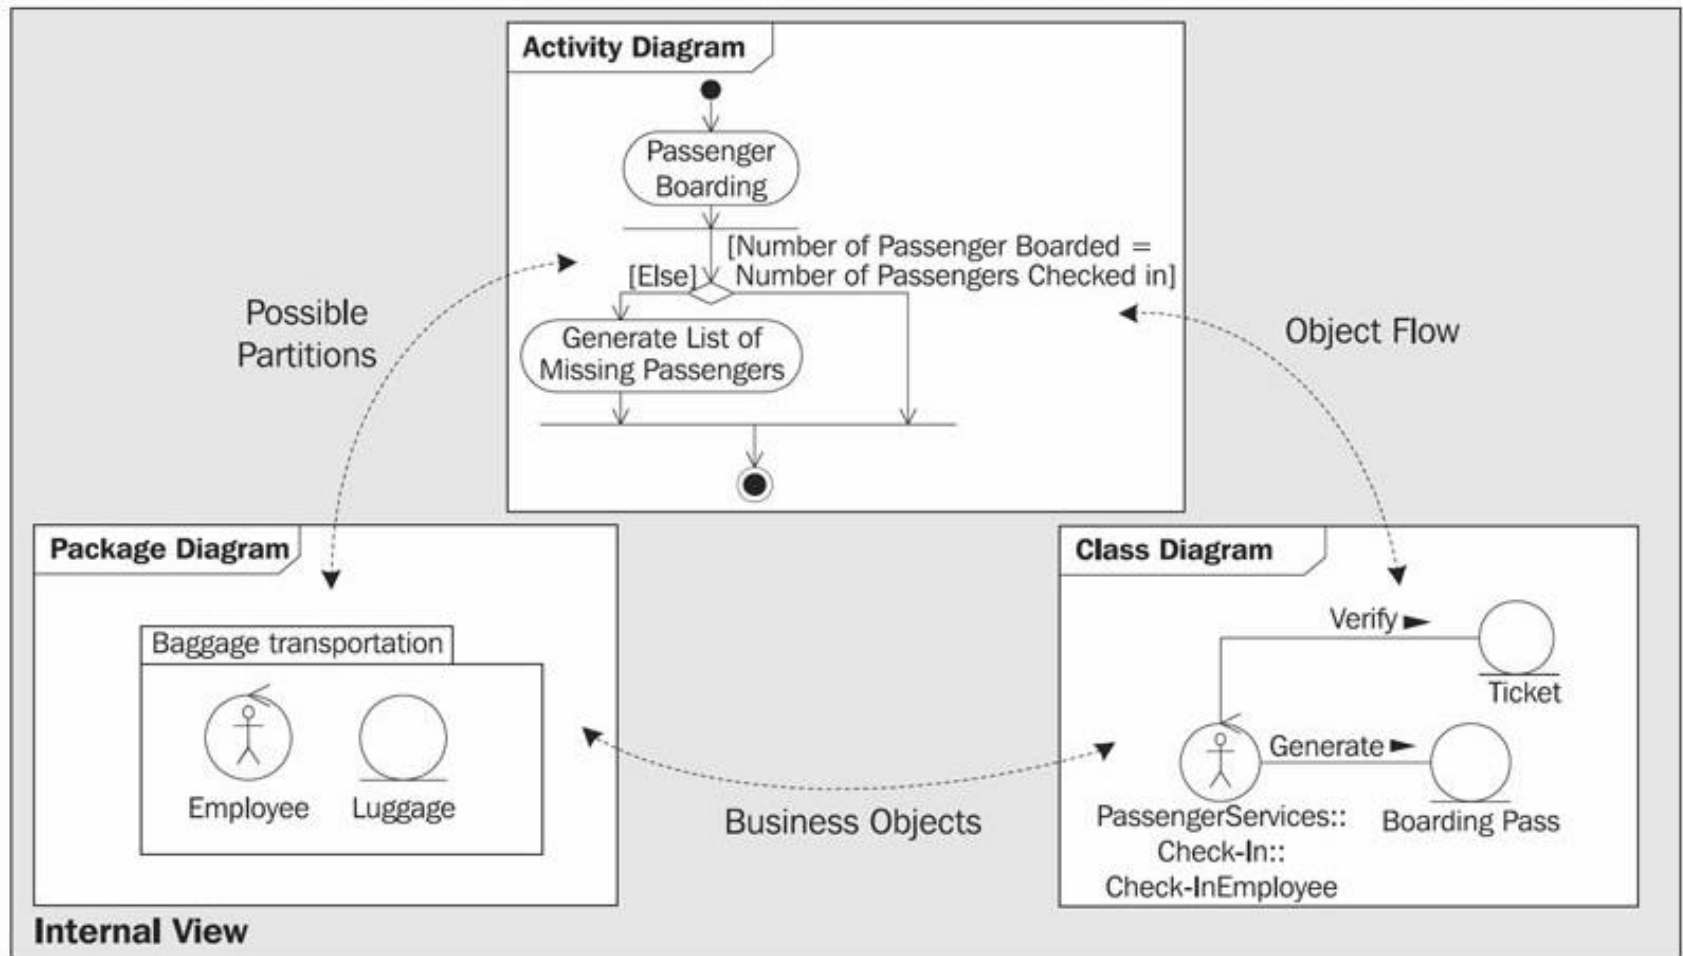 Activity Diagram
Passenger
Boarding
[Number of Passenger Boarded =
[Else] Number of Passengers Checked in]
Generate List of
Missing Passengers
Possible
Partitions
Object Flow
Package Diagram
Baggage transportation
Employee Luggage
Class Diagram
Verify
Ticket
Generate
PassengerServices::
Check-In::
Check-InEmployee
Boarding Pass
Business Objects
Internal View